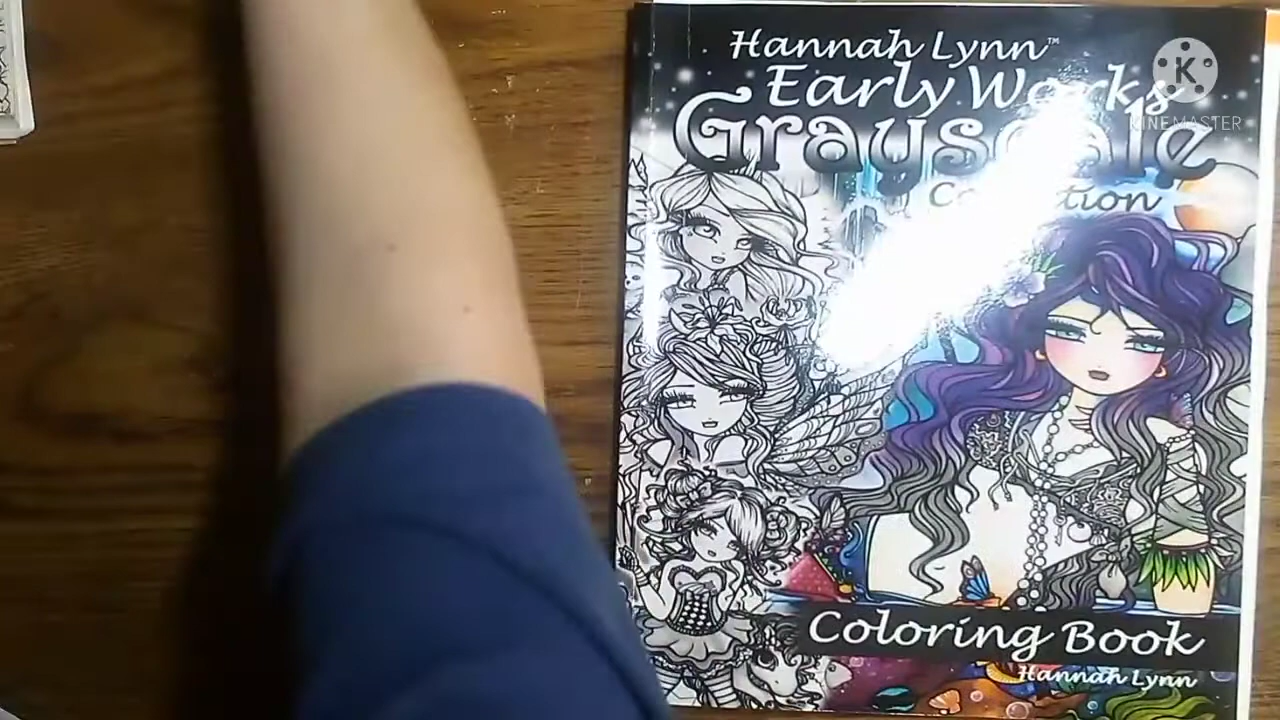 Hannah Lynn™
Early Works
Grayscale
Collection
K
KINEMASTER
Coloring Book
Hannah Lynn